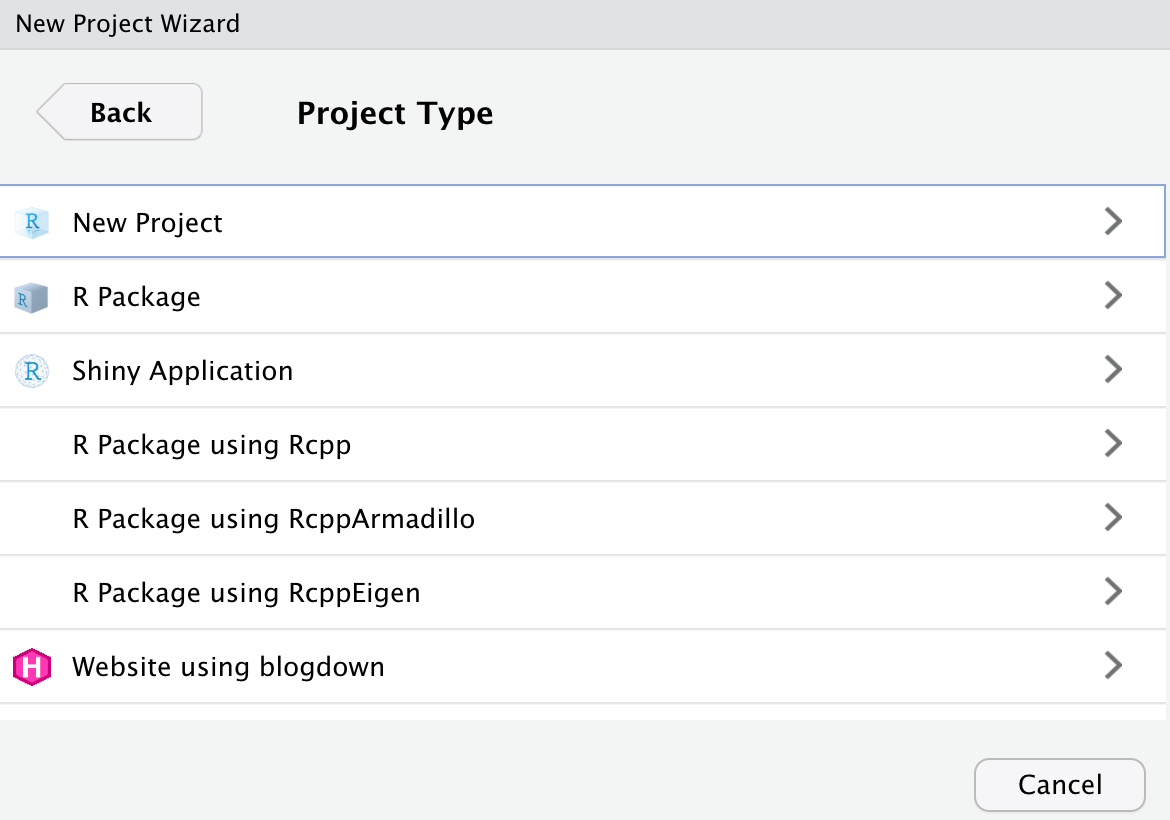 New Project Wizard
Back
Project Type
R
New Project
R
R Package
R
Shiny Application
R Package using Rcpp
R Package using RcppArmadillo
R Package using RcppEigen
H
Website using blogdown
Cancel